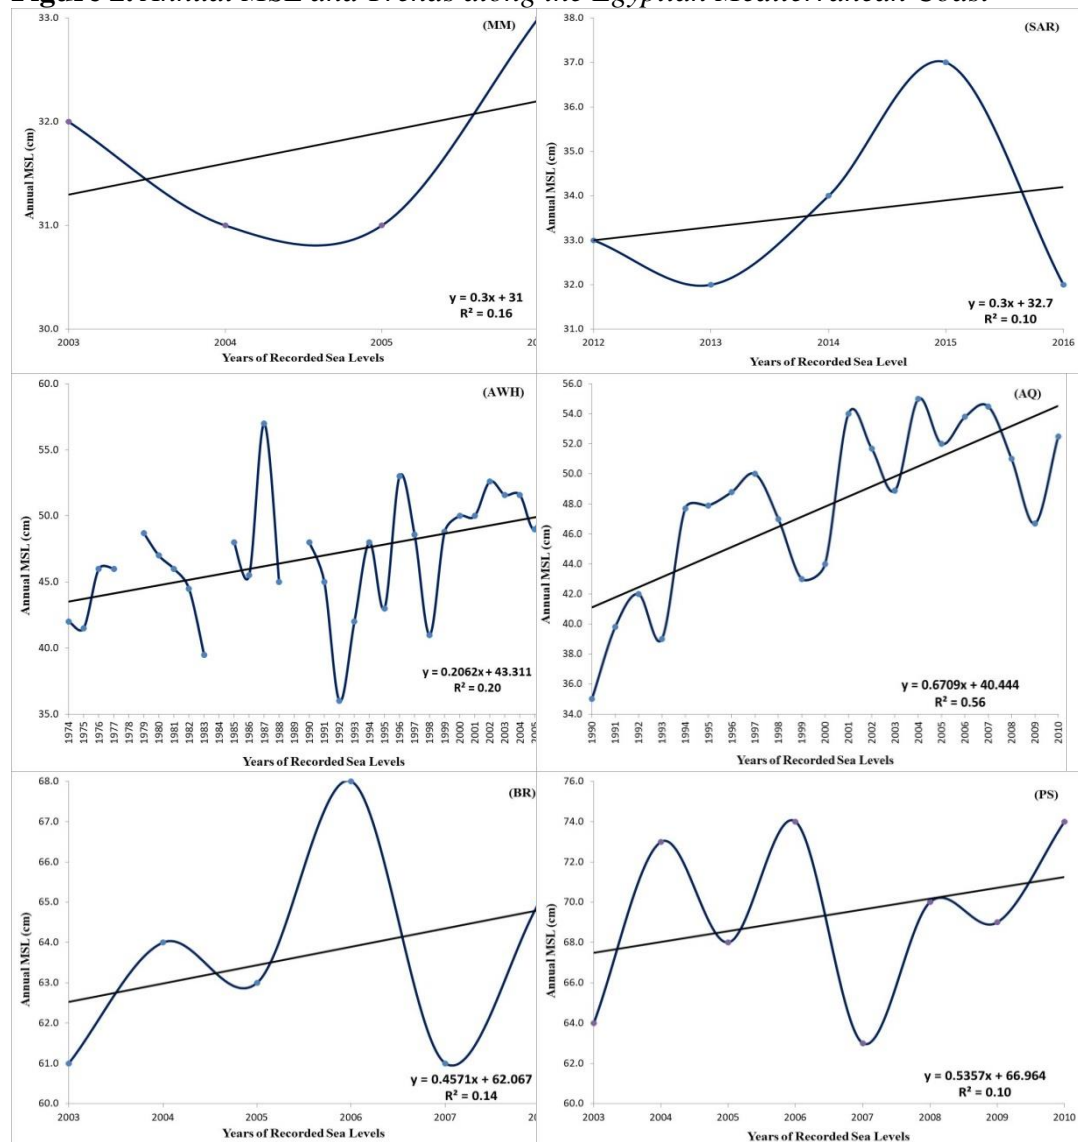 Figure 2. Annual MSL and Trends along the Egyptian Mediterranean Coast
33.0
32.0
31.0
30.0
Annual MSL (cm)
(MM)
y = 0.3x + 31
R² = 0.16
2003 2004 2005
Years of Recorded Sea Levels
38.0
37.0
36.0
35.0
34.0
33.0
32.0
31.0
Annual MSL (cm)
(SAR)
y = 0.3x + 32.7
R² = 0.10
2012 2013 2014 2015 2016
Years of Recorded Sea Level
60.0
55.0
50.0
45.0
40.0
35.0
Annual MSL (cm)
(AWH)
y = 0.2062x + 43.311
R² = 0.20
1974 1975 1976 1977 1979 1980 1981 1982 1983 1984 1985 1986 1987 1988 1990 1991 1992 1993 1994 1995 1996 1997 1998 1999 2000 2001 2002 2003 2004 2005
Years of Recorded Sea Levels
56.0
54.0
52.0
50.0
48.0
46.0
44.0
42.0
40.0
38.0
36.0
34.0
Annual MSL (cm)
(AQ)
y = 0.6709x + 40.444
R² = 0.56
1990 1991 1992 1993 1994 1995 1996 1997 1998 1999 2000 2001 2002 2003 2004 2005 2006 2007 2008 2009 2010
Years of Recorded Sea Levels
68.0
67.0
66.0
65.0
64.0
63.0
62.0
61.0
60.0
Annual MSL (cm)
(BR)
y = 0.4571x + 62.067
R² = 0.14
2003 2004 2005 2006 2007
Years of Recorded Sea Levels
76.0
74.0
72.0
70.0
68.0
66.0
64.0
62.0
60.0
Annual MSL (cm)
(PS)
y = 0.5357x + 66.964
R² = 0.10
2003 2004 2005 2006 2007 2008 2009 2010
Years of Recorded Sea Levels